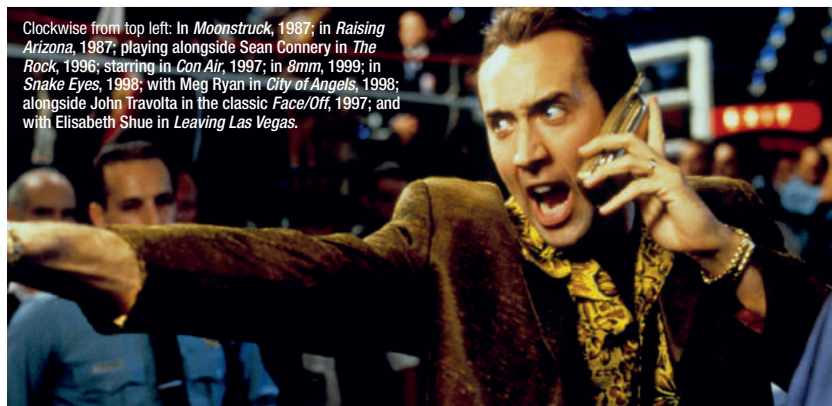 Clockwise from top left: In Moonstruck, 1987; in Raising
Arizona, 1987; playing alongside Sean Connery in The
Rock, 1996; starring in Con Air, 1997; in 8mm, 1999; in
Snake Eyes, 1998; with Meg Ryan in City of Angels, 1998;
alongside John Travolta in the classic Face/Off, 1997; and
with Elisabeth Shue in Leaving Las Vegas.